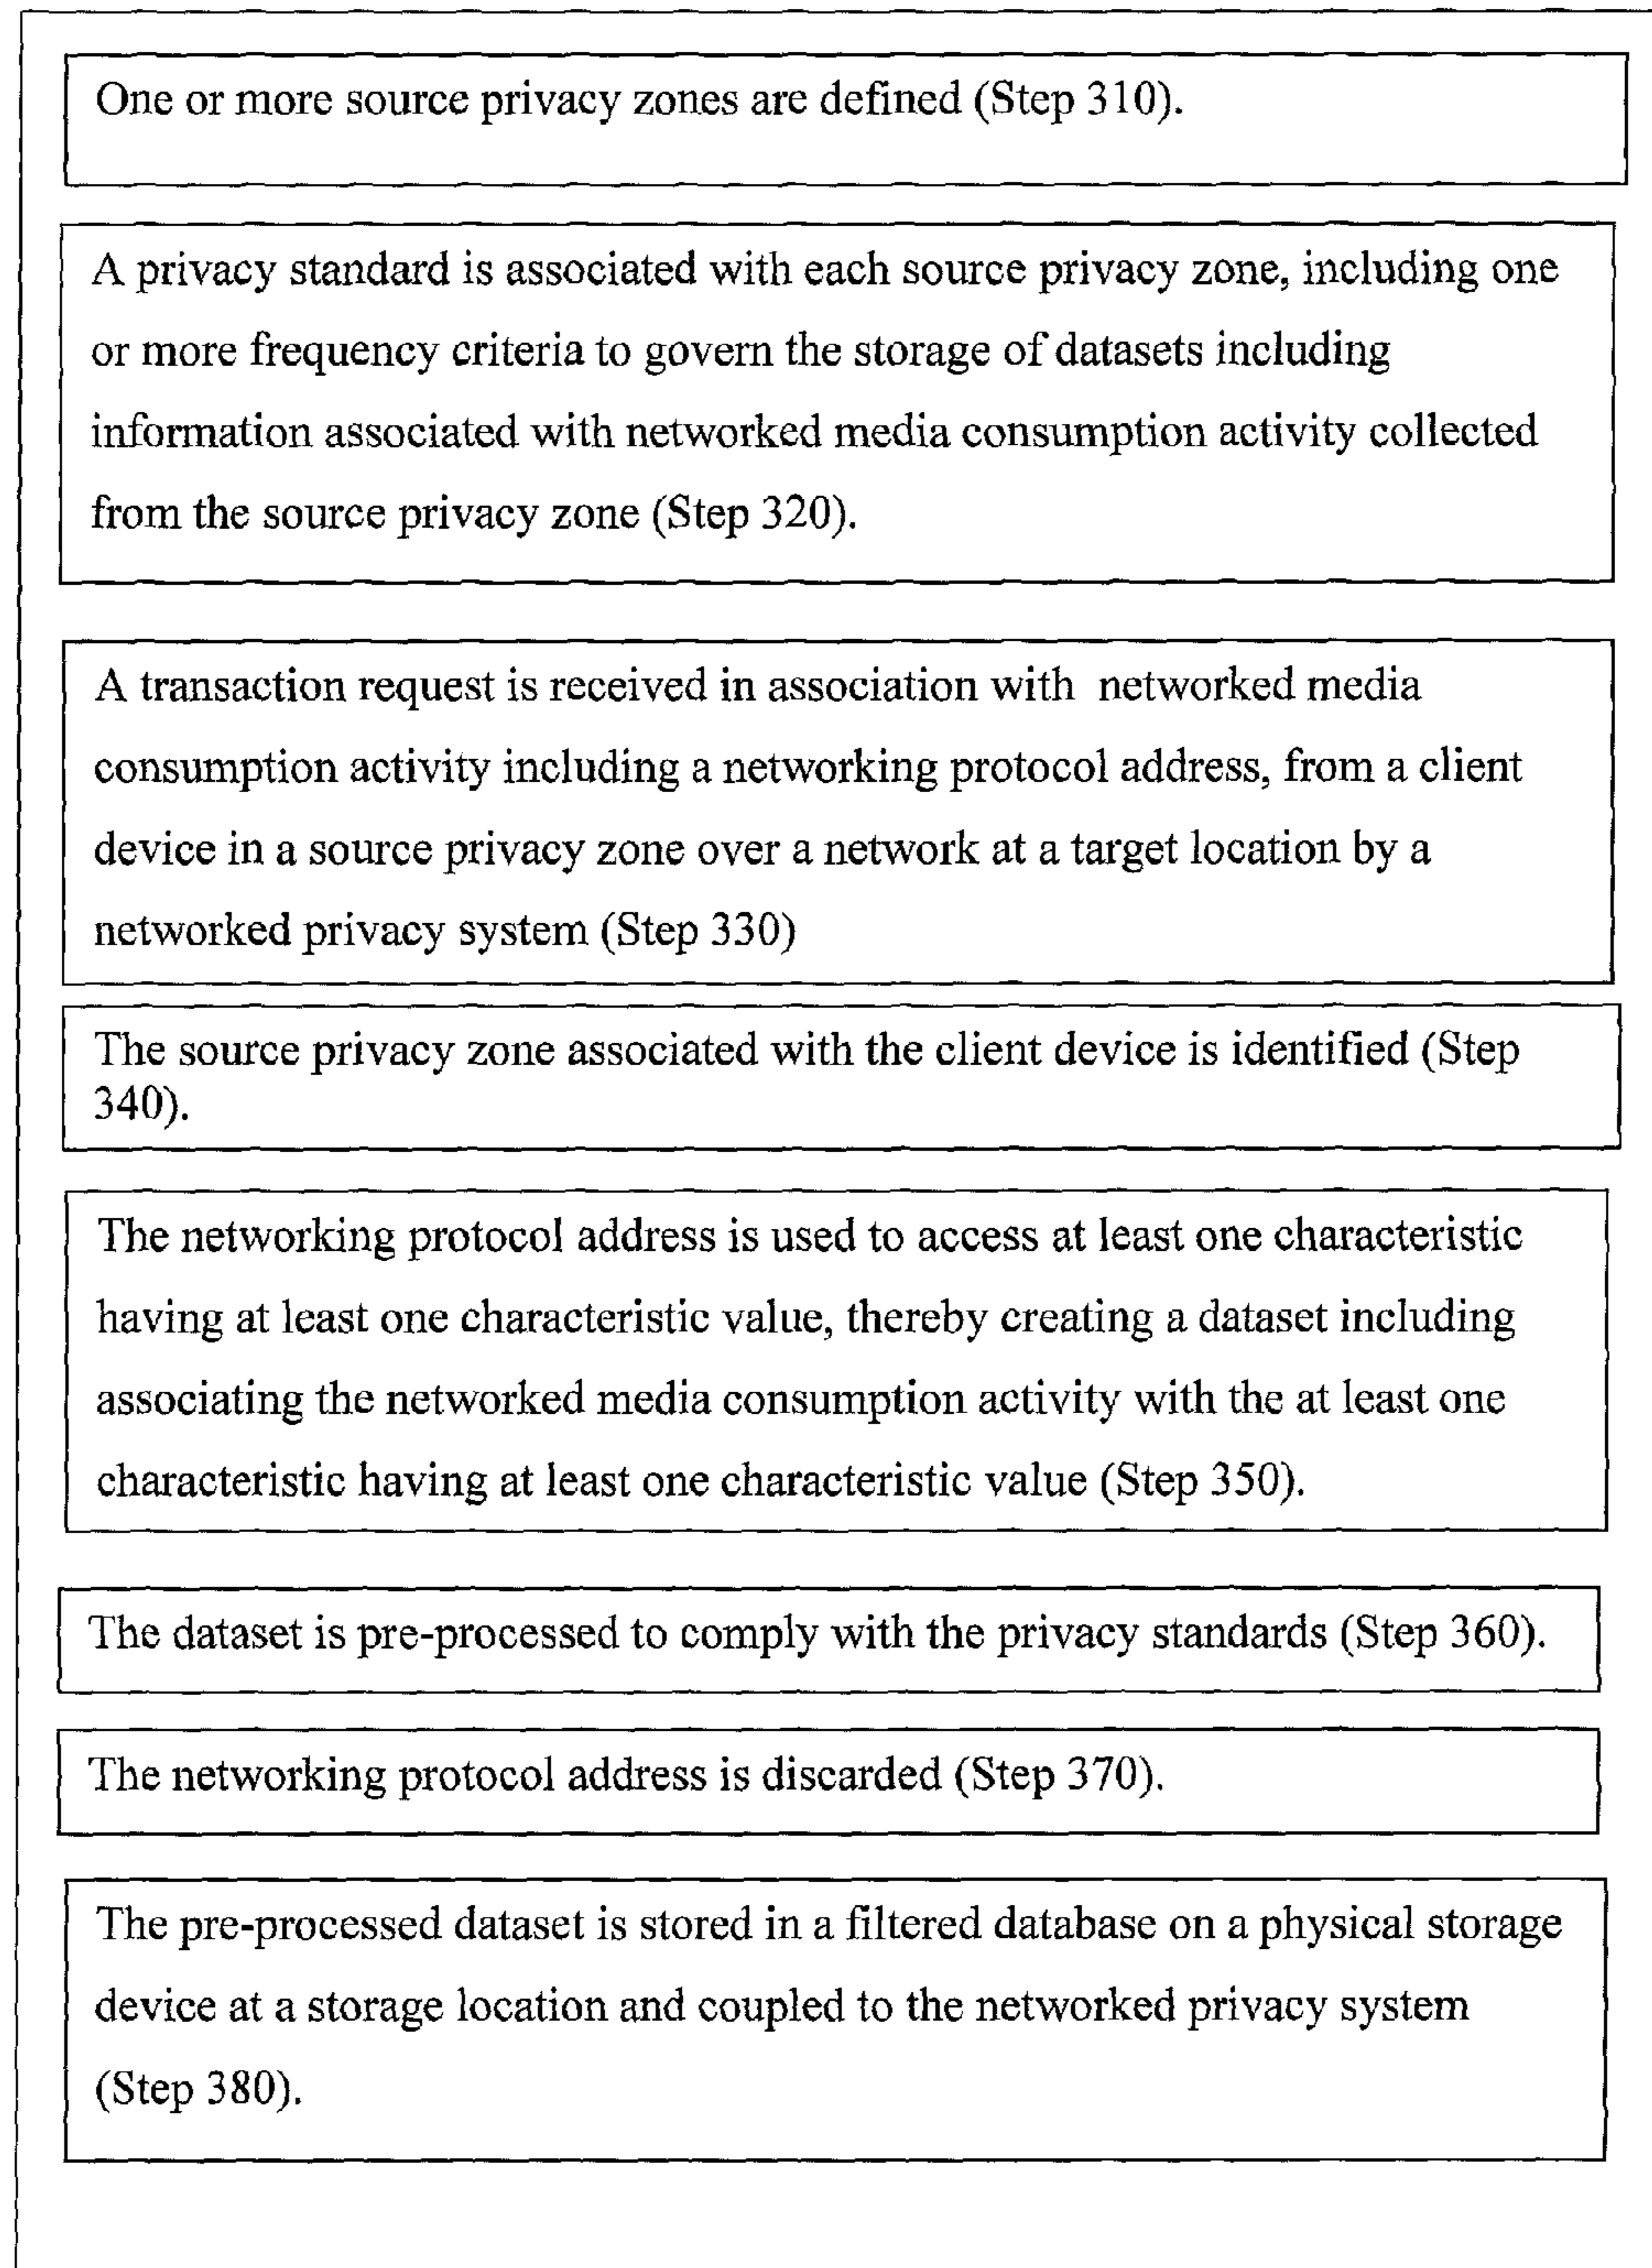 One or more source privacy zones are defined (Step 310).
A privacy standard is associated with each source privacy zone, including one
or more frequency criteria to govern the storage of datasets including
information associated with networked media consumption activity collected
from the source privacy zone (Step 320).
A transaction request is received in association with networked media
consumption activity including a networking protocol address, from a client
device in a source privacy zone over a network at a target location by a
networked privacy system (Step 330)
The source privacy zone associated with the client device is identified (Step
340).
The networking protocol address is used to access at least one characteristic
having at least one characteristic value, thereby creating a dataset including
associating the networked media consumption activity with the at least one
characteristic having at least one characteristic value (Step 350).
The dataset is pre-processed to comply with the privacy standards (Step 360).
The networking protocol address is discarded (Step 370).
The pre-processed dataset is stored in a filtered database on a physical storage
device at a storage location and coupled to the networked privacy system
(Step 380).